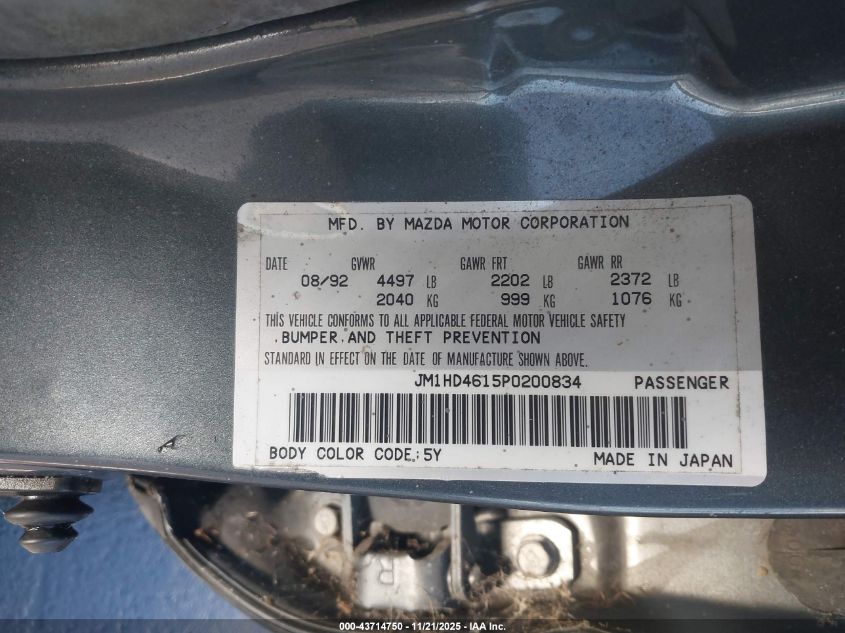 MFD. BY MAZDA MOTOR CORPORATION
DATE GVWR GAWR FRT GAWR RR
08/92 4497 LB 2202 LB 2372 LB
2040 KG 999 KG 1076 KG
THIS VEHICLE CONFORMS TO ALL APPLICABLE FEDERAL MOTOR VEHICLE SAFETY
BUMPER AND THEFT PREVENTION
STANDARD IN EFFECT ON THE DATE OF MANUFACTURE SHOWN ABOVE.
JM1HD4615P0200834 PASSENGER
BODY COLOR CODE:5Y MADE IN JAPAN
R
000-43714750 - 11/21/2025 - IAA Inc.